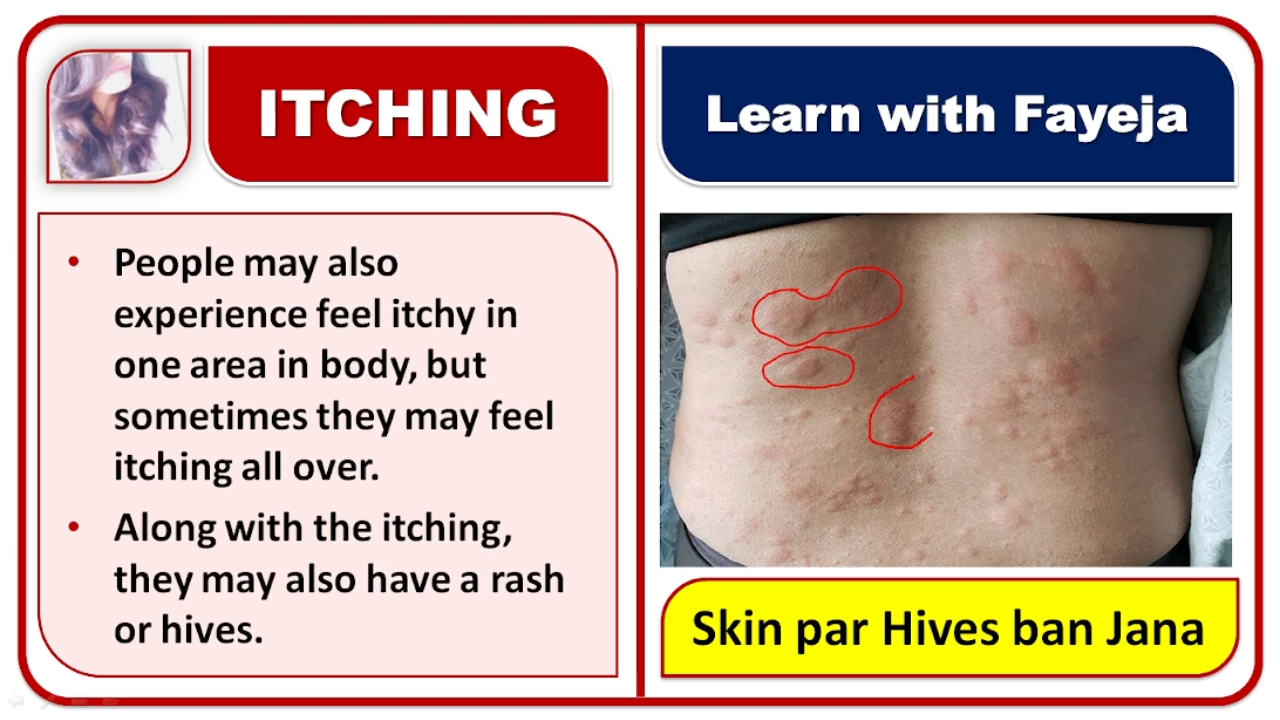 ITCHING
Learn with Fayeja
• People may also
experience feel itchy in
one area in body, but
sometimes they may feel
itching all over.
• Along with the itching,
they may also have a rash
or hives.
Skin par Hives ban Jana